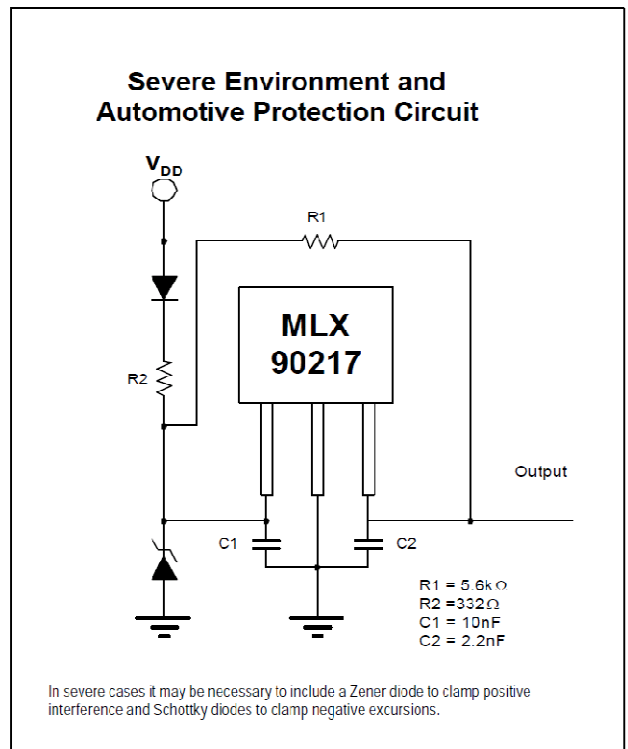 Severe Environment and
Automotive Protection Circuit
VDD
R1
MLX
90217
R2
Output
C1
C2
R1 = 5.6kΩ
R2 =332Ω
C1 = 10nF
C2 = 2.2nF
In severe cases it may be necessary to include a Zener diode to clamp positive
interference and Schottky diodes to clamp negative excursions.